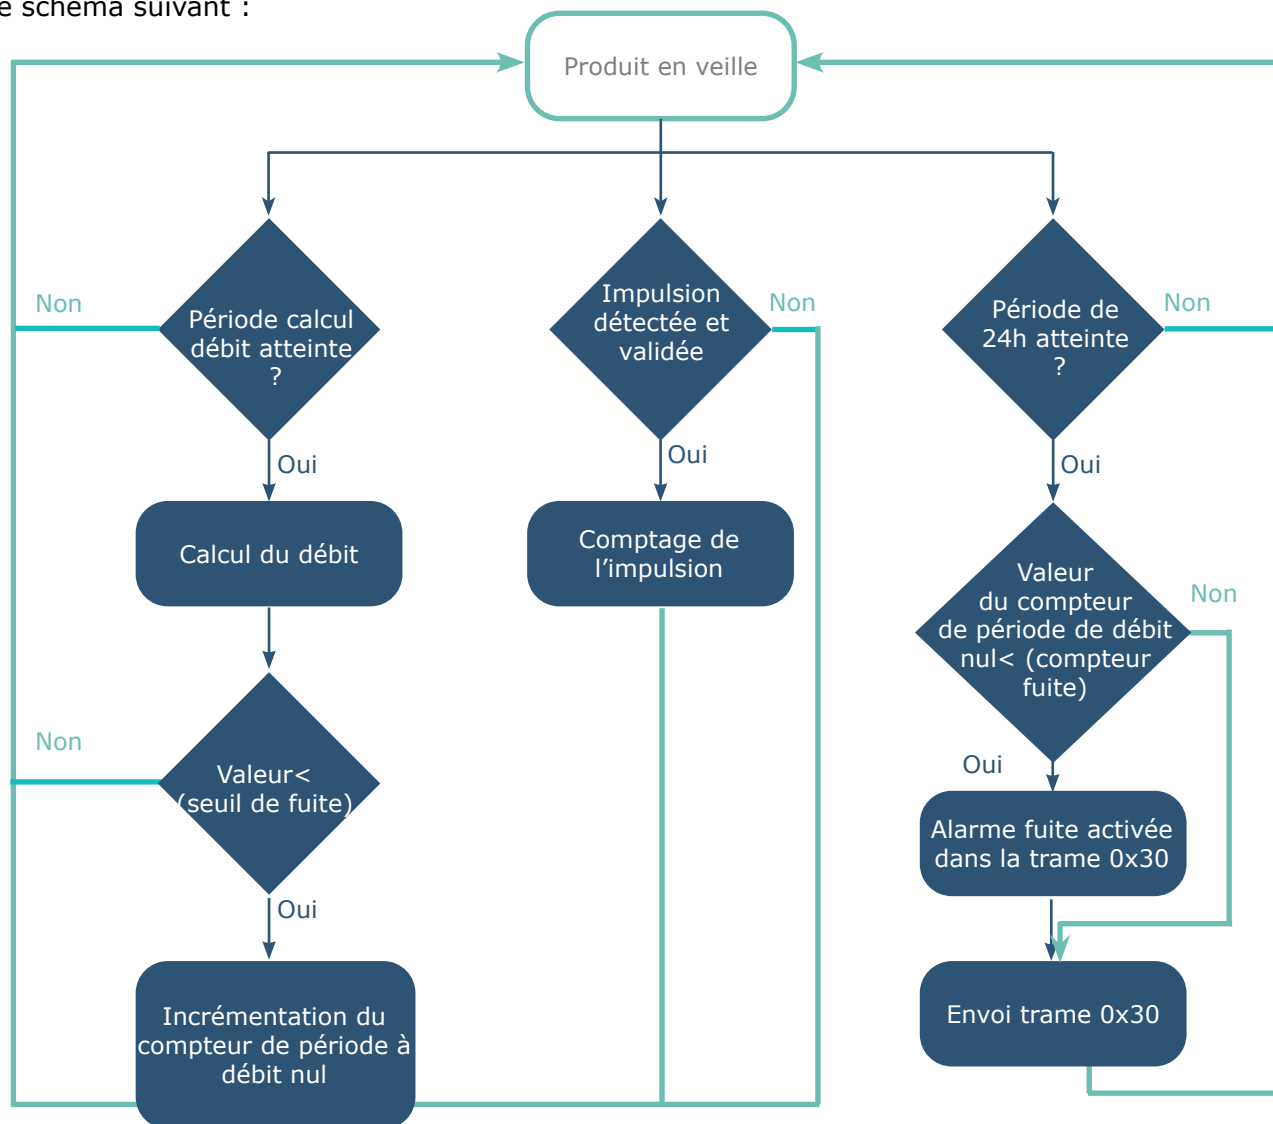 e schéma suivant :
Produit en veille
Non
Période calcul
débit atteinte
?
Impulsion
détectée et
validée
Non
Période de
24h atteinte
?
Non
Oui
Oui
Oui
Calcul du débit
Comptage de
l’impulsion
Valeur
du compteur
de période de débit
nul< (compteur
fuite)
Non
Non
Valeur<
(seuil de fuite)
Oui
Alarme fuite activée
dans la trame 0x30
Oui
Incrémentation du
compteur de période à
débit nul
Envoi trame 0x30